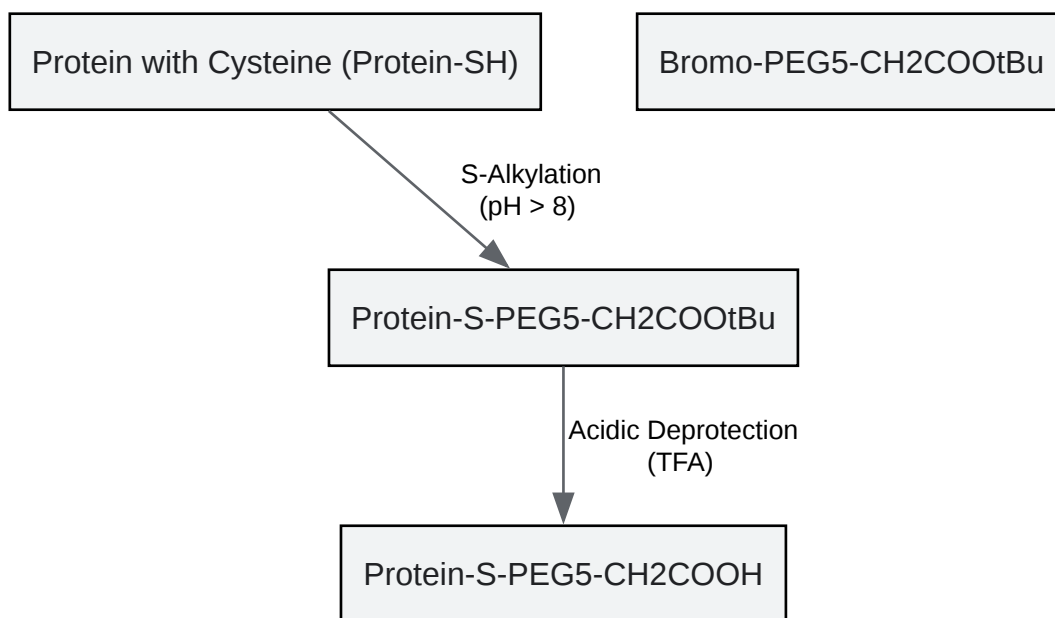 Protein with Cysteine (Protein-SH)
Bromo-PEG5-CH2COOtBu
S-Alkylation
(pH > 8)
Protein-S-PEG5-CH2COOtBu
Acidic Deprotection
(TFA)
Protein-S-PEG5-CH2COOH